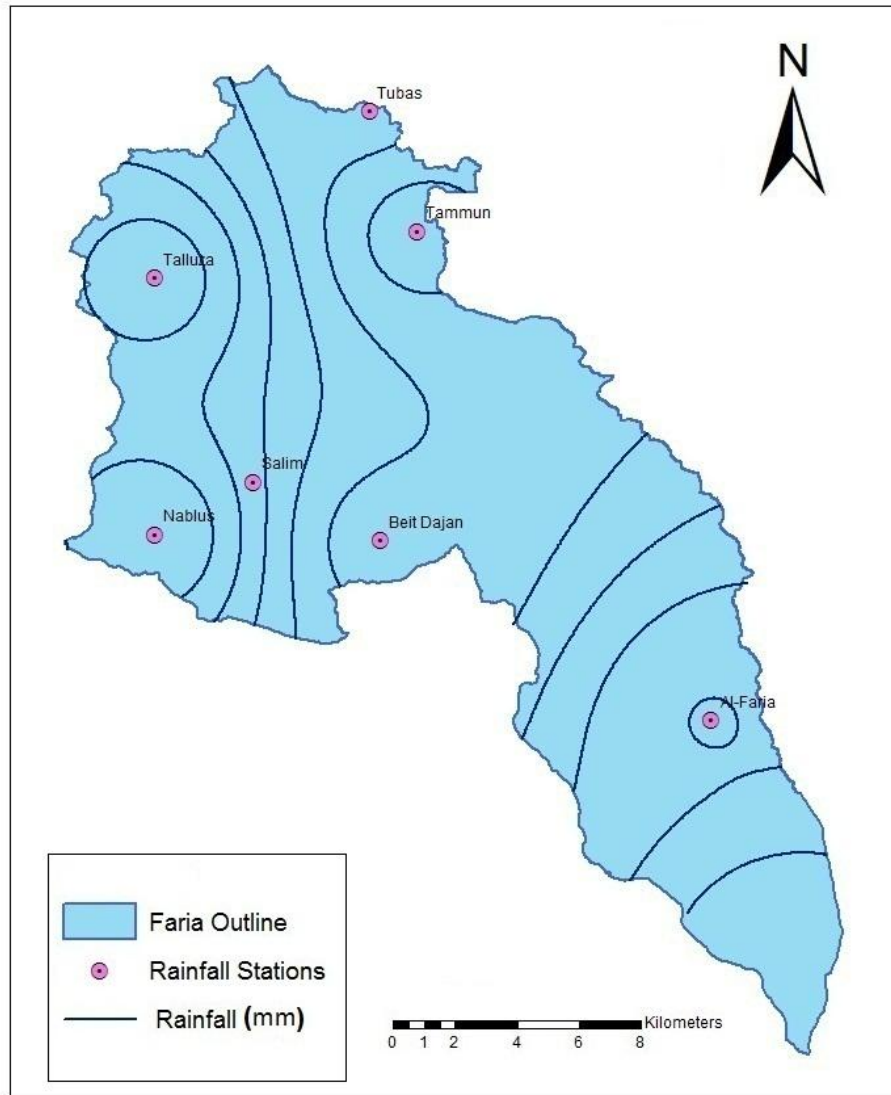 N
Tubas
Tammun
Talluza
Salim
Nablus
Beit Dajan
Al-Faria
Faria Outline
Rainfall Stations
Rainfall (mm)
Kilometers
0 1 2 4 6 8